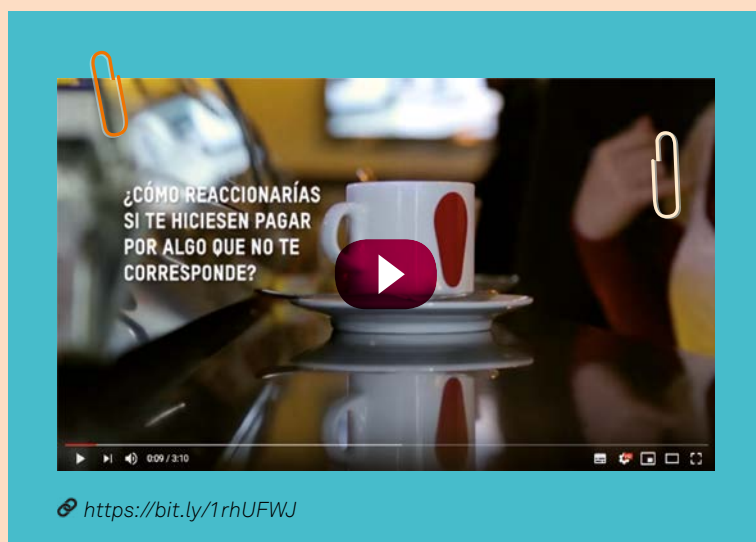 ¿CÓMO REACCIONARÍAS
SI TE HICIESEN PAGAR
POR ALGO QUE NO TE
CORRESPONDE?
0:09 / 3:10
https://bit.ly/1rhUFWJ